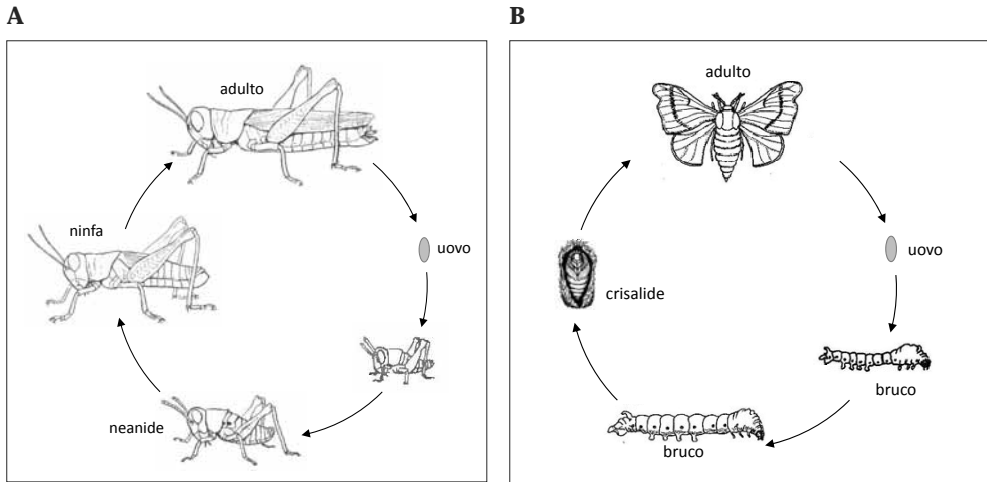 A
adulto
uovo
neanide
ninfa
B
adulto
uovo
bruco
bruco
crisalide